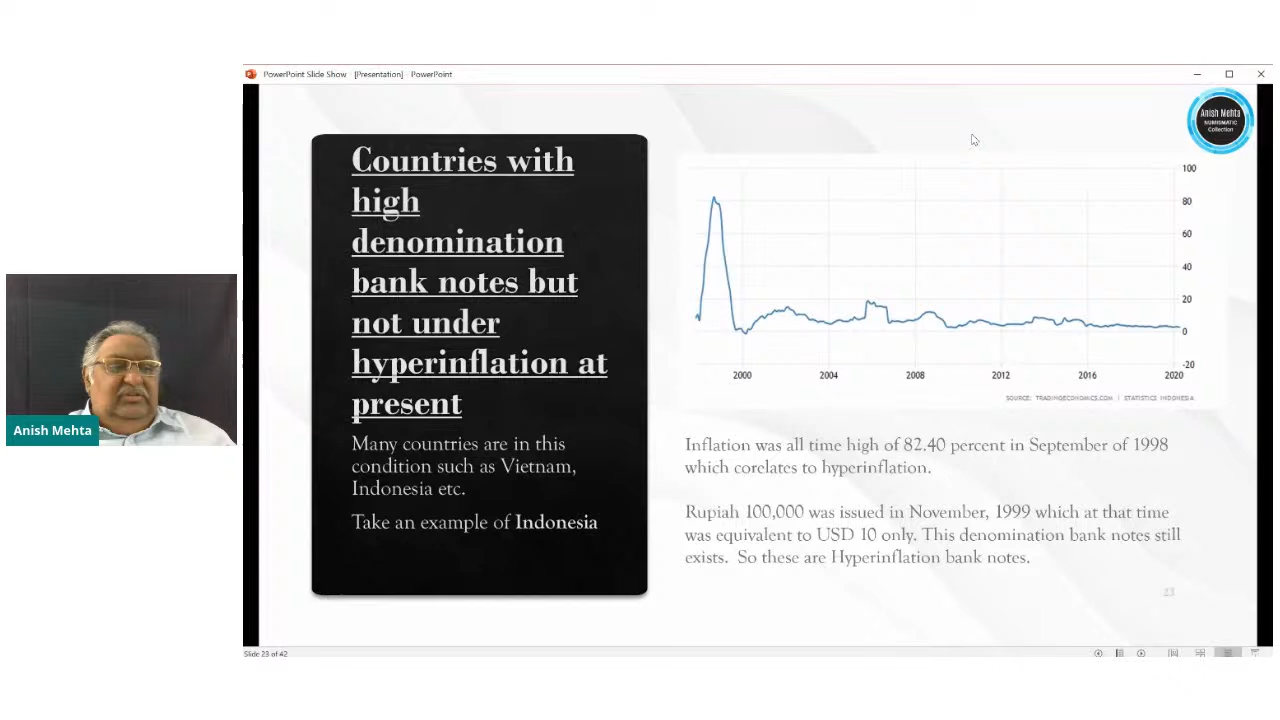 PowerPoint Slide Show - [Presentation] - PowerPoint
Anish Mehta
NUMISMATIC
Collection
Countries with
high
denomination
bank notes but
not under
hyperinflation at
present
Many countries are in this
condition such as Vietnam,
Indonesia etc.
Take an example of Indonesia
100
80
60
40
20
0
-20
2000 2004 2008 2012 2016 2020
SOURCE: TRADINGECONOMICS.COM | STATISTICS INDONESIA
Inflation was all time high of 82.40 percent in September of 1998
which corelates to hyperinflation.
Rupiah 100,000 was issued in November, 1999 which at that time
was equivalent to USD 10 only. This denomination bank notes still
exists. So these are Hyperinflation bank notes.
23
Anish Mehta
Slide 23 of 42